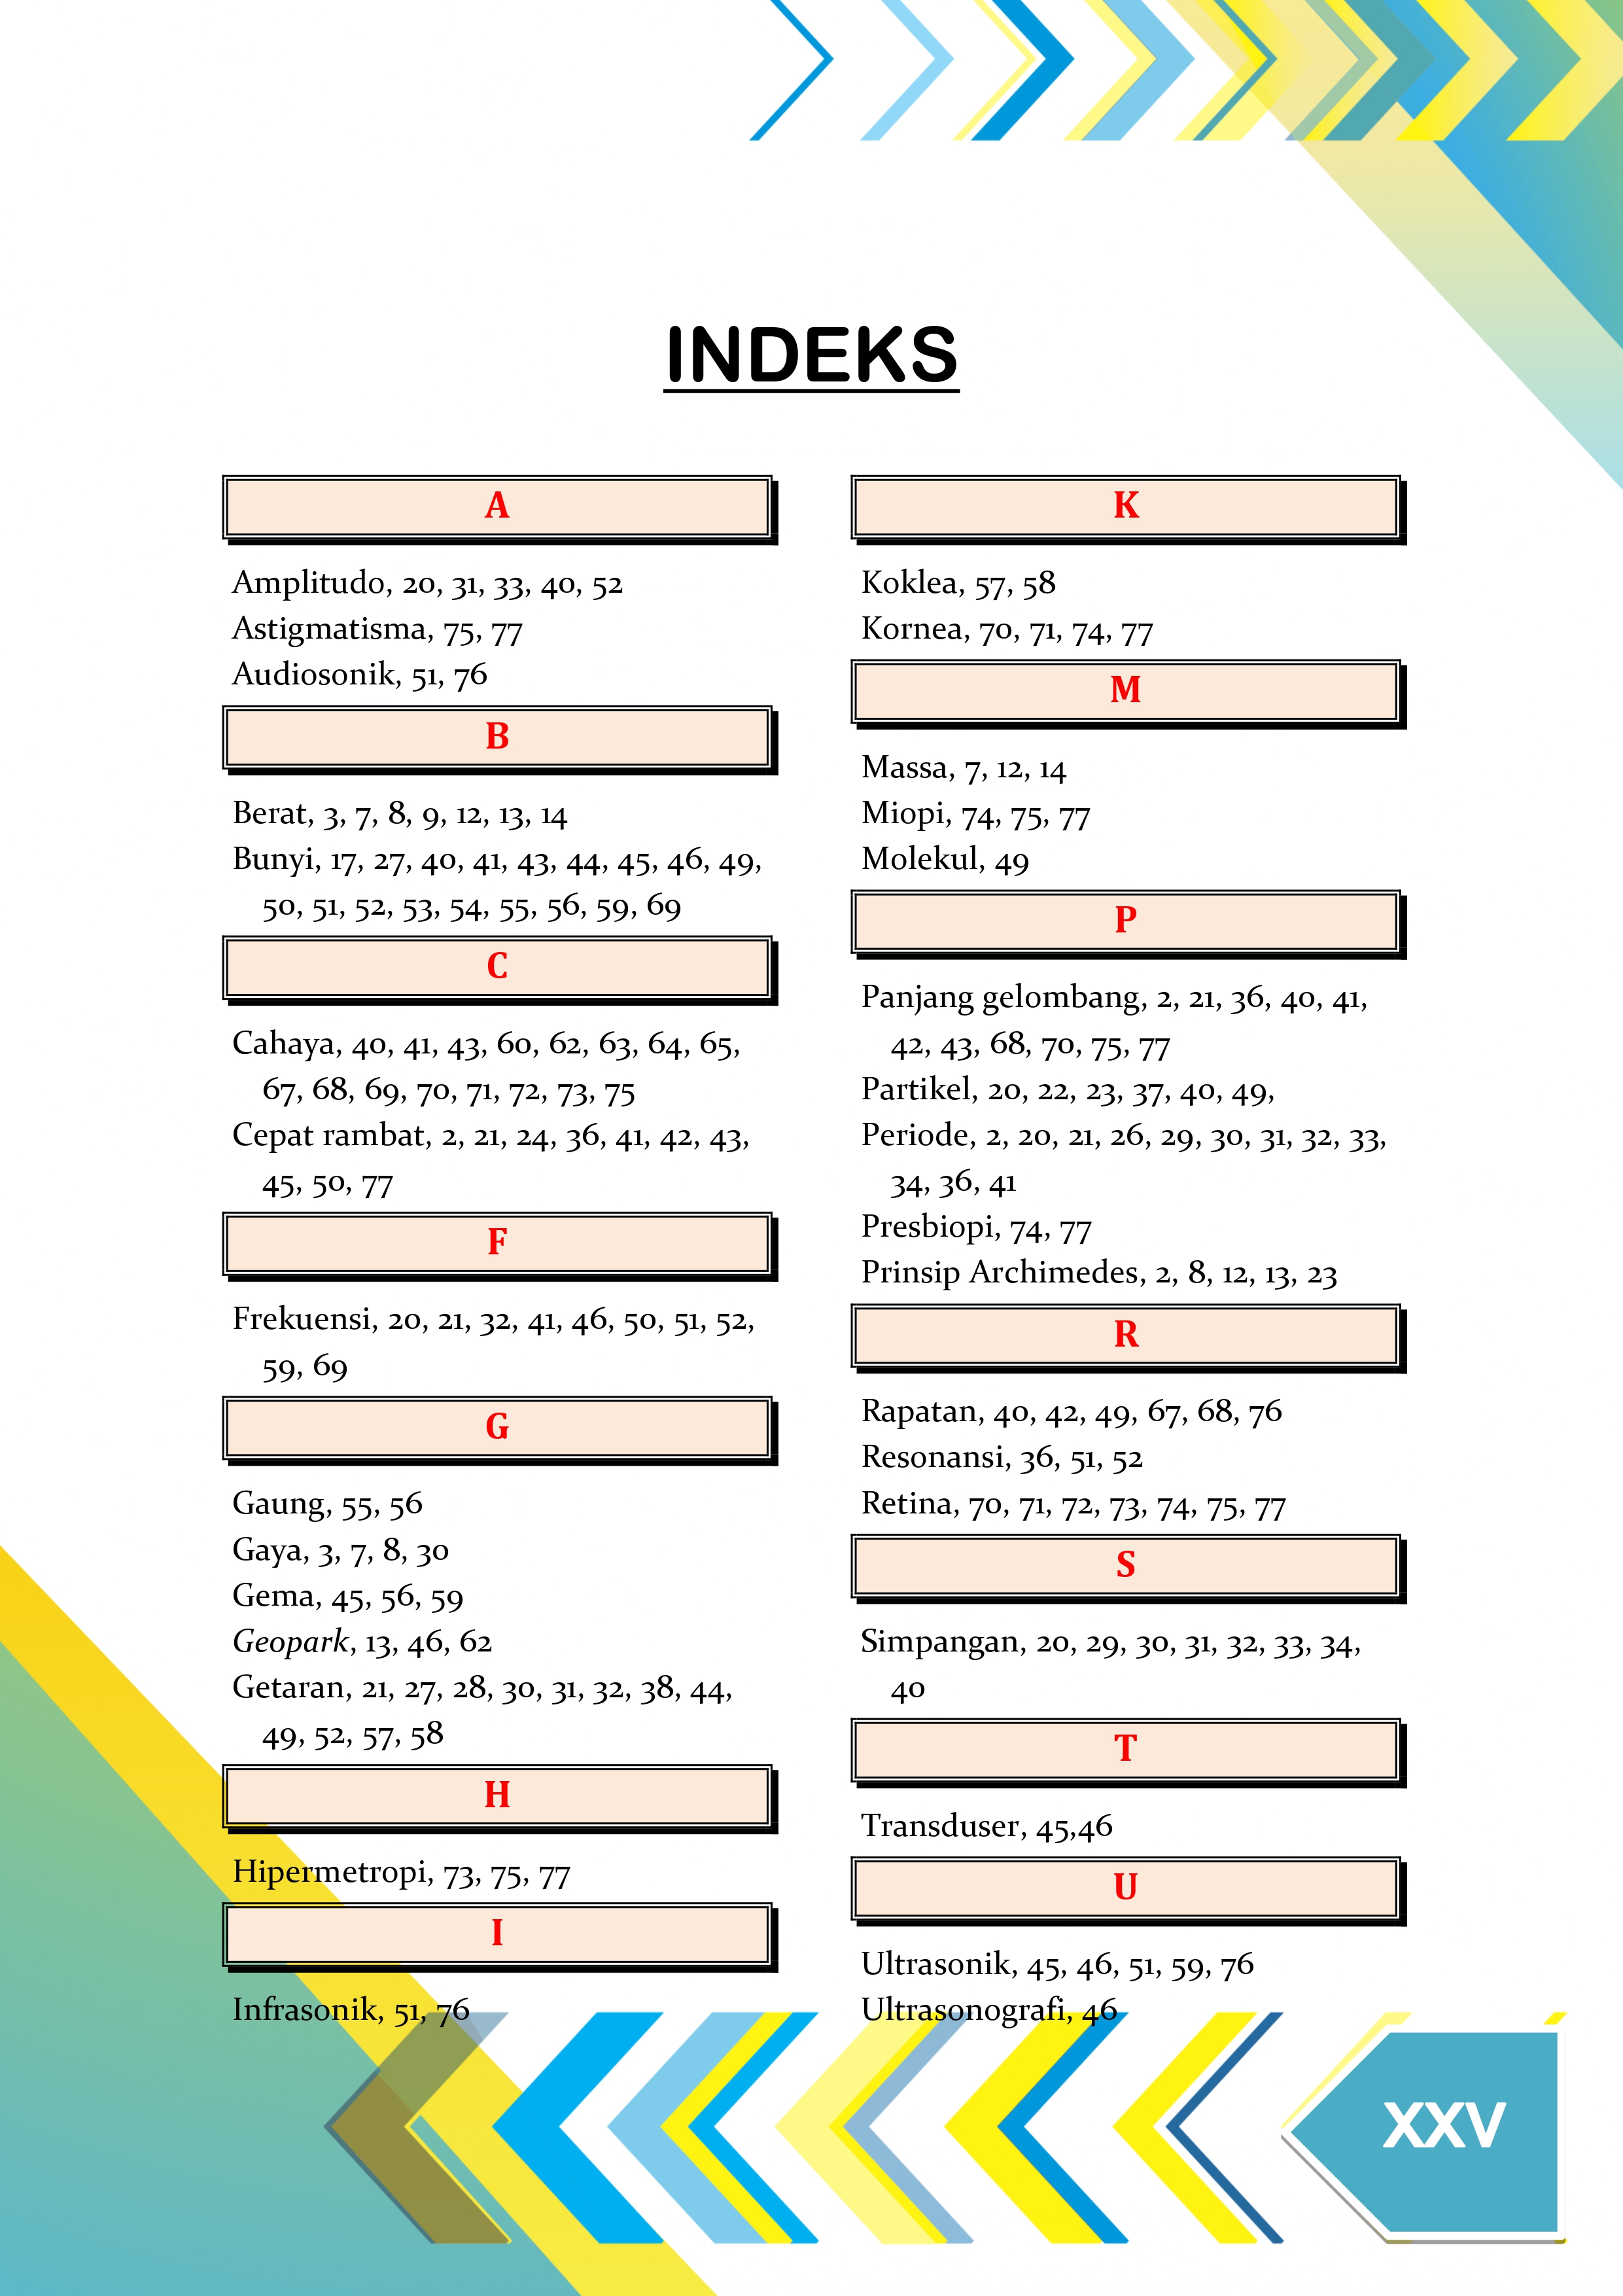 INDEKS
A
Amplitudo, 20, 31, 33, 40, 52
Astigmatisma, 75, 77
Audiosonik, 51, 76
B
Berat, 3, 7, 8, 9, 12, 13, 14
Bunyi, 17, 27, 40, 41, 43, 44, 45, 46, 49,
50, 51, 52, 53, 54, 55, 56, 59, 69
C
Cahaya, 40, 41, 43, 60, 62, 63, 64, 65,
67, 68, 69, 70, 71, 72, 73, 75
Cepat rambat, 2, 21, 24, 36, 41, 42, 43,
45, 50, 77
F
Frekuensi, 20, 21, 32, 41, 46, 50, 51, 52,
59, 69
G
Gaung, 55, 56
Gaya, 3, 7, 8, 30
Gema, 45, 56, 59
Geopark, 13, 46, 62
Getaran, 21, 27, 28, 30, 31, 32, 38, 44,
49, 52, 57, 58
H
Hipermetropi, 73, 75, 77
I
Infrasonik, 51, 76
K
Koklea, 57, 58
Kornea, 70, 71, 74, 77
M
Massa, 7, 12, 14
Miopi, 74, 75, 77
Molekul, 49
P
Panjang gelombang, 2, 21, 36, 40, 41,
42, 43, 68, 70, 75, 77
Partikel, 20, 22, 23, 37, 40, 49,
Periode, 2, 20, 21, 26, 29, 30, 31, 32, 33,
34, 36, 41
Presbiopi, 74, 77
Prinsip Archimedes, 2, 8, 12, 13, 23
R
Rapatan, 40, 42, 49, 67, 68, 76
Resonansi, 36, 51, 52
Retina, 70, 71, 72, 73, 74, 75, 77
S
Simpangan, 20, 29, 30, 31, 32, 33, 34,
40
T
Transduser, 45,46
U
Ultrasonik, 45, 46, 51, 59, 76
Ultrasonografi, 46
XXV